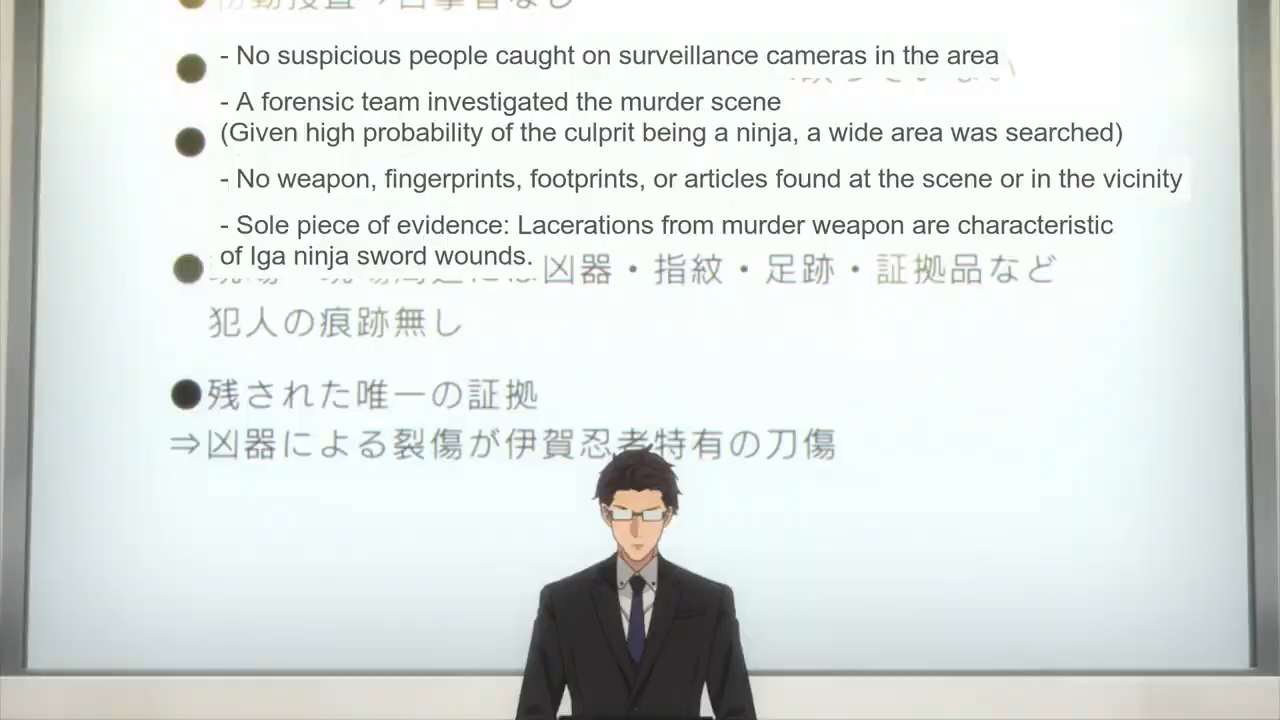 - No suspicious people caught on surveillance cameras in the area
- A forensic team investigated the murder scene
(Given high probability of the culprit being a ninja, a wide area was searched)
- No weapon, fingerprints, footprints, or articles found at the scene or in the vicinity
- Sole piece of evidence: Lacerations from murder weapon are characteristic
of Iga ninja sword wounds.
凶器・指紋・足跡・証拠品など
犯人の痕跡無し
●残された唯一の証拠
⇒凶器による裂傷が伊賀忍者特有の刀傷